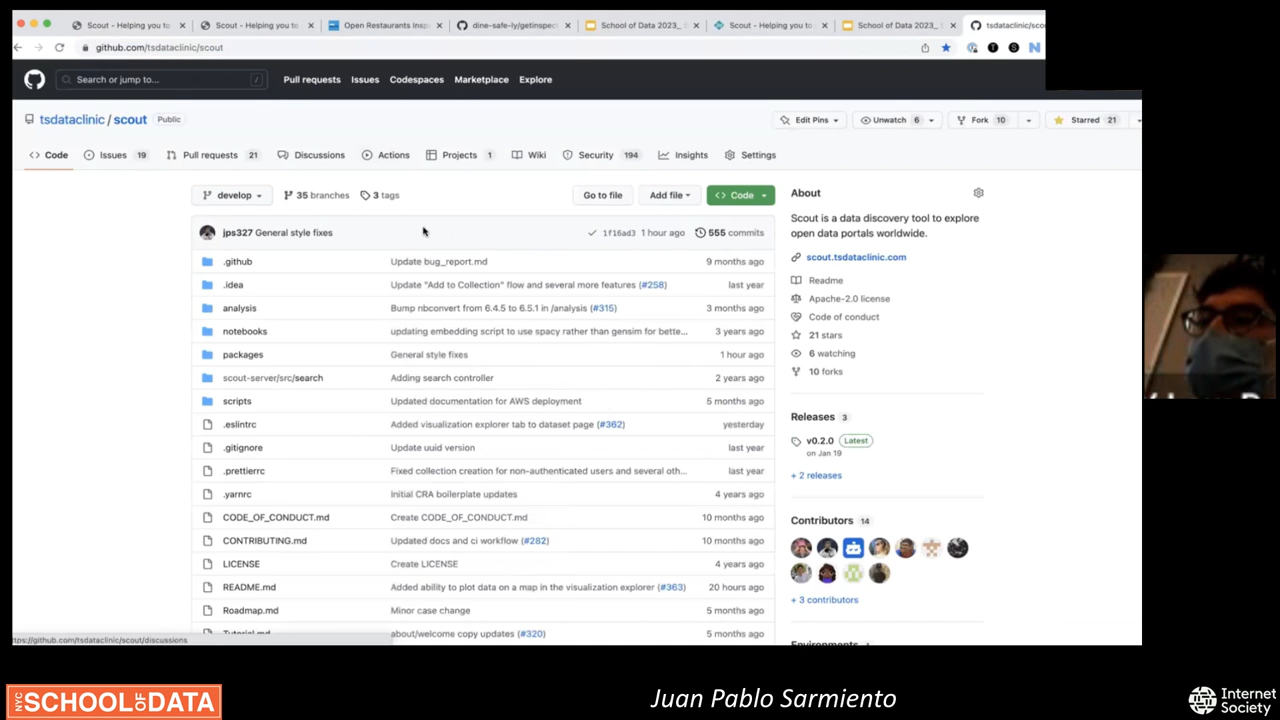 Scout - Helping you to
Scout - Helping you to
Open Restaurants Insp
dine-safe-ly/getinspec
School of Data 2023_
Scout - Helping you to
School of Data 2023_
tsdataclinic/sco
github.com/tsdataclinic/scout
Search or jump to...
/
Pull requests
Issues
Codespaces
Marketplace
Explore
tsdataclinic / scout
Public
Edit Pins
Unwatch 6
Fork 10
Starred 21
Code
Issues 19
Pull requests 21
Discussions
Actions
Projects 1
Wiki
Security 194
Insights
Settings
develop
35 branches
3 tags
Go to file
Add file
Code
jps327 General style fixes
1f16ad3 1 hour ago
555 commits
.github Update bug_report.md 9 months ago
.idea Update "Add to Collection" flow and several more features (#258) last year
analysis Bump nbconvert from 6.4.5 to 6.5.1 in /analysis (#315) 3 months ago
notebooks updating embedding script to use spacy rather than gensim for bette... 3 years ago
packages General style fixes 1 hour ago
scout-server/src/search Adding search controller 2 years ago
scripts Updated documentation for AWS deployment 5 months ago
.eslintrc Added visualization explorer tab to dataset page (#362) yesterday
.gitignore Update uuid version last year
.prettierrc Fixed collection creation for non-authenticated users and several oth... last year
.yarnrc Initial CRA boilerplate updates 4 years ago
CODE_OF_CONDUCT.md Create CODE_OF_CONDUCT.md 10 months ago
CONTRIBUTING.md Updated docs and ci workflow (#282) 10 months ago
LICENSE Create LICENSE 4 years ago
README.md Added ability to plot data on a map in the visualization explorer (#363) 20 hours ago
Roadmap.md Minor case change 5 months ago
Tutorial.md about/welcome copy updates (#320) 5 months ago
ttps://github.com/tsdataclinic/scout/discussions
About
Scout is a data discovery tool to explore
open data portals worldwide.
scout.tsdataclinic.com
Readme
Apache-2.0 license
Code of conduct
21 stars
6 watching
10 forks
Releases 3
v0.2.0 Latest
on Jan 19
+ 2 releases
Contributors 14
+ 3 contributors
Environments
NYC SCHOOL OF DATA
Juan Pablo Sarmiento
Internet
Society